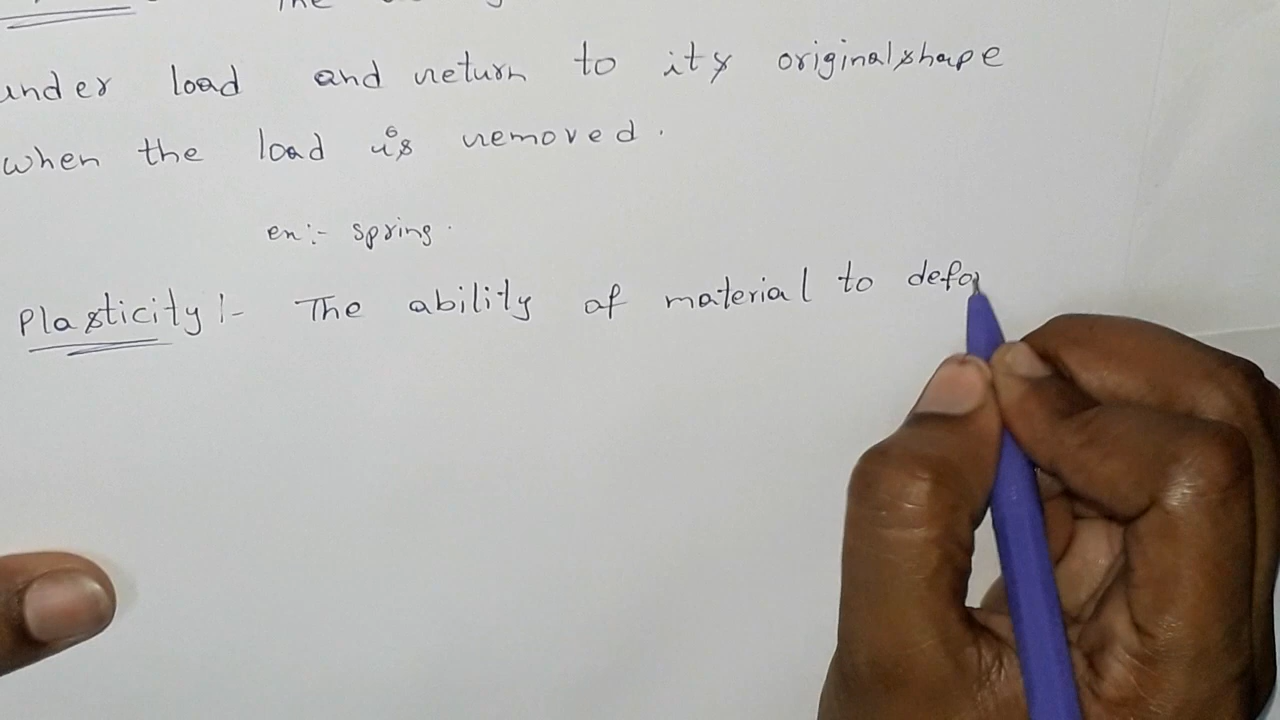 The
under load and return to its original shape
when the load is removed.
ex:- spring.
Plasticity :- The ability of material to defo